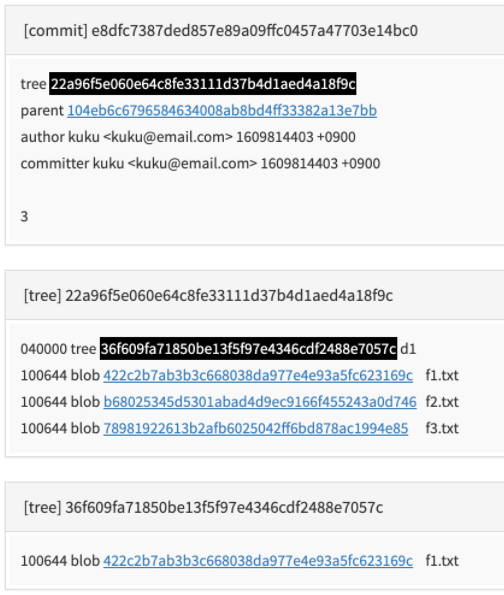 [commit] e8dfc7387ded857e89a09ffc0457a47703e14bc0
tree 22a96f5e060e64c8fe33111d37b4d1aed4a18f9c
parent 104eb6c6796584634008ab8bd4ff33382a13e7bb
author kuku <kuku@email.com> 1609814403 +0900
committer kuku <kuku@email.com> 1609814403 +0900
3
[tree] 22a96f5e060e64c8fe33111d37b4d1aed4a18f9c
040000 tree 36f609fa71850be13f5f97e4346cdf2488e7057c d1
100644 blob 422c2b7ab3b3c668038da977e4e93a5fc623169c f1.txt
100644 blob b68025345d5301abad4d9ec9166f455243a0d746 f2.txt
100644 blob 78981922613b2afb6025042ff6bd878ac1994e85 f3.txt
[tree] 36f609fa71850be13f5f97e4346cdf2488e7057c
100644 blob 422c2b7ab3b3c668038da977e4e93a5fc623169c f1.txt